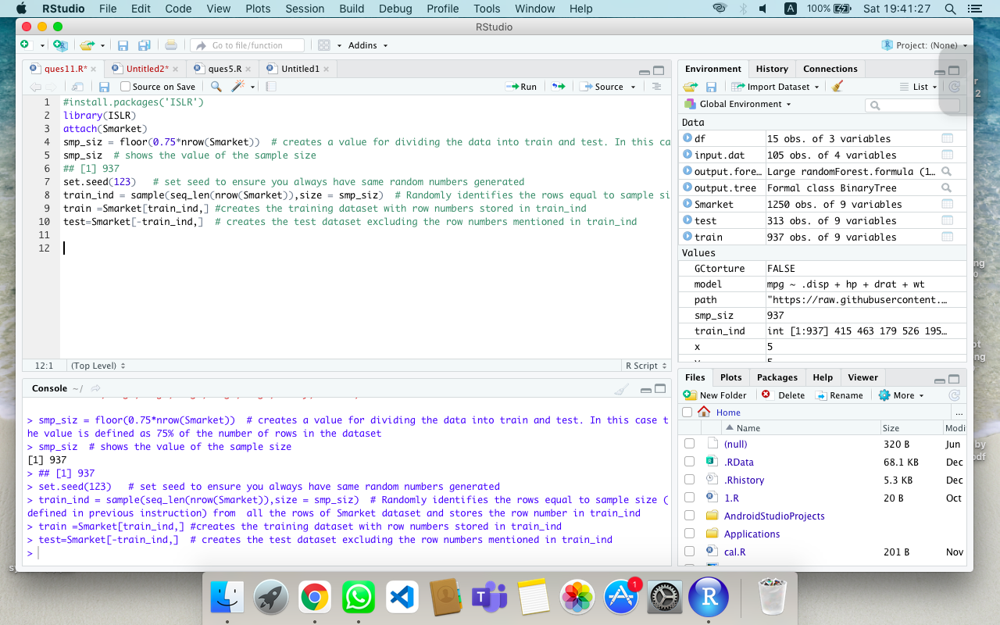 RStudio File Edit Code View Plots Session Build Debug Profile Tools Window Help A 100% Sat 19:41:27
RStudio
Go to file/function Addins Project: (None)
ques11.R* Untitled2* ques5.R Untitled1
Source on Save Run Source
1 #install.packages('ISLR')
2 library(ISLR)
3 attach(Smarket)
4 smp_siz = floor(0.75*nrow(Smarket))  # creates a value for dividing the data into train and test. In this ca
5 smp_siz  # shows the value of the sample size
6 ## [1] 937
7 set.seed(123)   # set seed to ensure you always have same random numbers generated
8 train_ind = sample(seq_len(nrow(Smarket)),size = smp_siz)  # Randomly identifies the rows equal to sample si
9 train =Smarket[train_ind,] #creates the training dataset with row numbers stored in train_ind
10 test=Smarket[-train_ind,]  # creates the test dataset excluding the row numbers mentioned in train_ind
11
12
12:1 (Top Level) R Script
Console ~/
> smp_siz = floor(0.75*nrow(Smarket))  # creates a value for dividing the data into train and test. In this case t
he value is defined as 75% of the number of rows in the dataset
> smp_siz  # shows the value of the sample size
[1] 937
> ## [1] 937
> set.seed(123)   # set seed to ensure you always have same random numbers generated
> train_ind = sample(seq_len(nrow(Smarket)),size = smp_siz)  # Randomly identifies the rows equal to sample size (
defined in previous instruction) from  all the rows of Smarket dataset and stores the row number in train_ind
> train =Smarket[train_ind,] #creates the training dataset with row numbers stored in train_ind
> test=Smarket[-train_ind,]  # creates the test dataset excluding the row numbers mentioned in train_ind
>
Environment History Connections
Import Dataset List
Global Environment
Data
df 15 obs. of 3 variables
input.dat 105 obs. of 4 variables
output.fore… Large randomForest.formula (1…
output.tree Formal class BinaryTree
Smarket 1250 obs. of 9 variables
test 313 obs. of 9 variables
train 937 obs. of 9 variables
Values
GCtorture FALSE
model mpg ~ .disp + hp + drat + wt
path "https://raw.githubusercontent.…
smp_siz 937
train_ind int [1:937] 415 463 179 526 195…
x 5
Files Plots Packages Help Viewer
New Folder Delete Rename More
Home ...
Name Size Modi
(null) 320 B Jun
.RData 68.1 KB Dec
.Rhistory 5.3 KB Dec
1.R 20 B Oct
AndroidStudioProjects
Applications
cal.R 201 B Nov
1